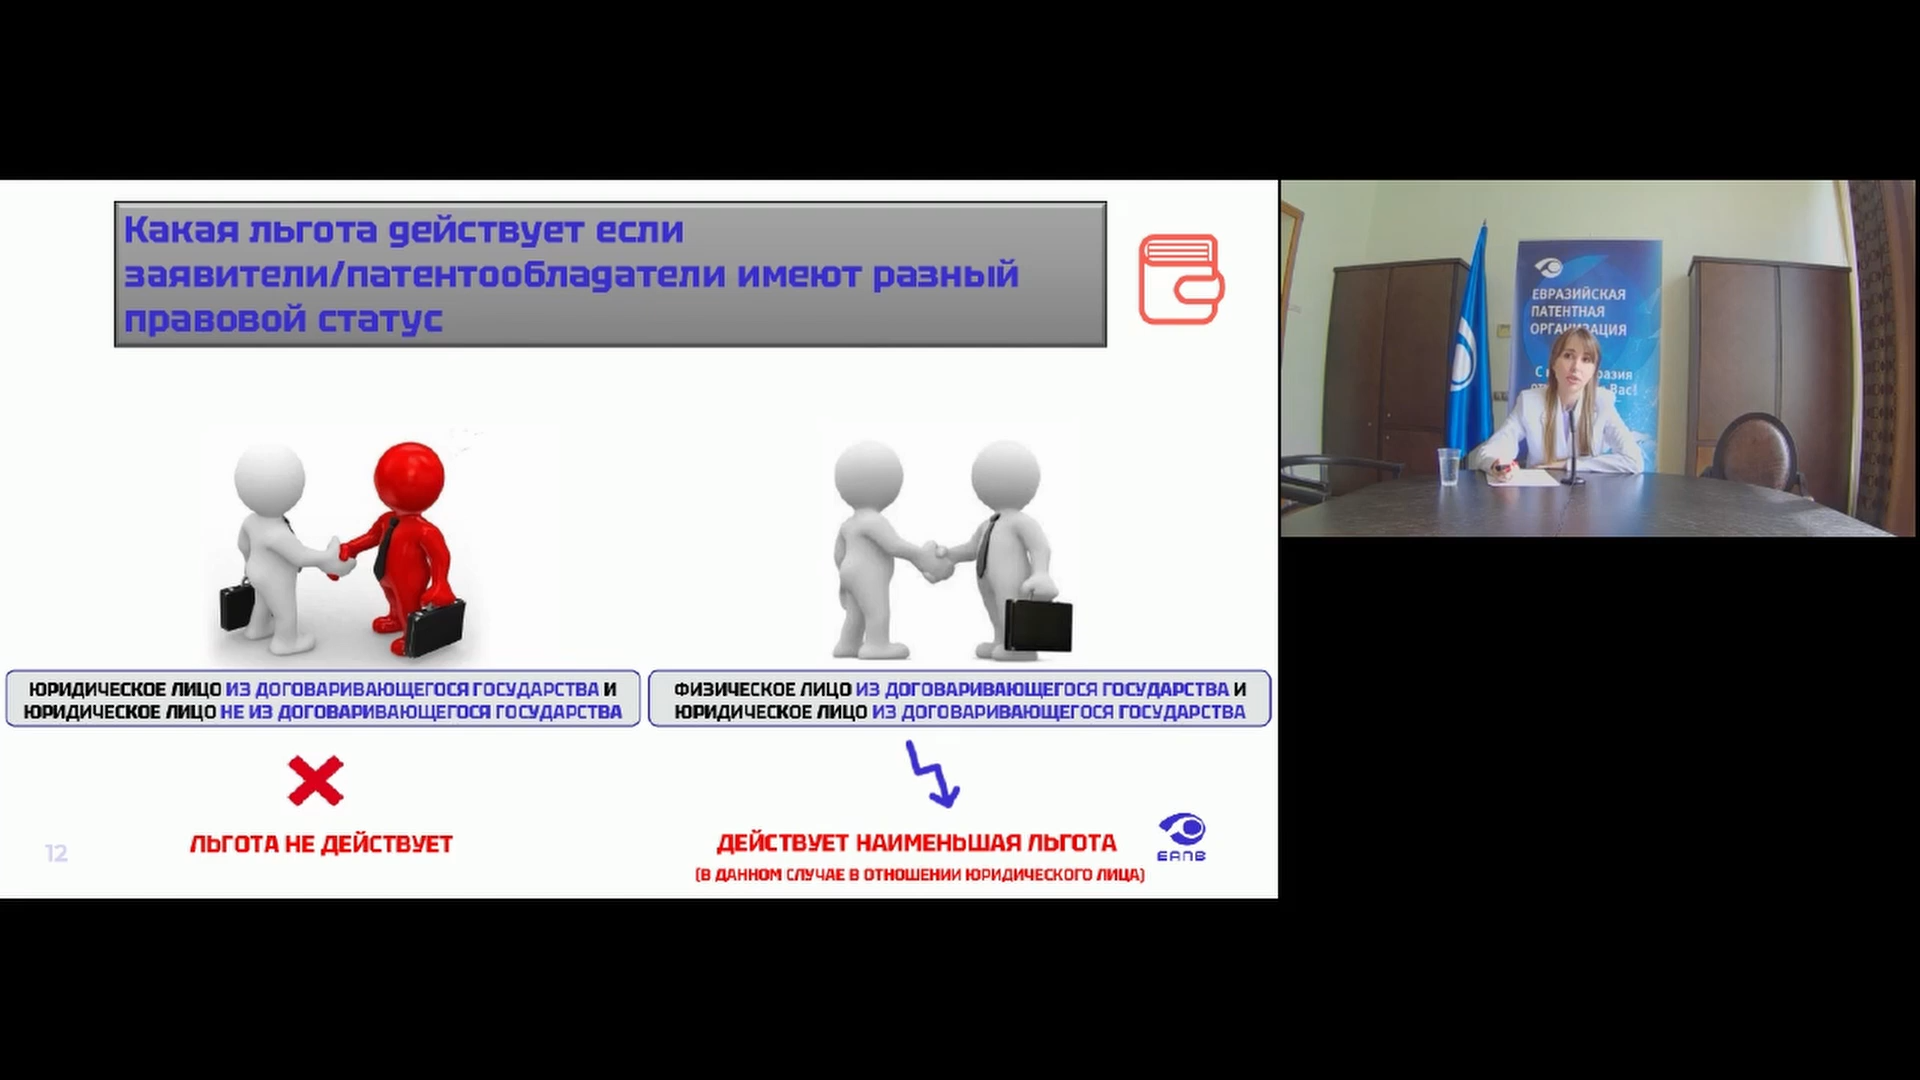 Какая льгота действует если
заявители/патентообладатели имеют разный
правовой статус
ЮРИДИЧЕСКОЕ ЛИЦО ИЗ ДОГОВАРИВАЮЩЕГОСЯ ГОСУДАРСТВА И
ЮРИДИЧЕСКОЕ ЛИЦО НЕ ИЗ ДОГОВАРИВАЮЩЕГОСЯ ГОСУДАРСТВА
ЛЬГОТА НЕ ДЕЙСТВУЕТ
ФИЗИЧЕСКОЕ ЛИЦО ИЗ ДОГОВАРИВАЮЩЕГОСЯ ГОСУДАРСТВА И
ЮРИДИЧЕСКОЕ ЛИЦО ИЗ ДОГОВАРИВАЮЩЕГОСЯ ГОСУДАРСТВА
ДЕЙСТВУЕТ НАИМЕНЬШАЯ ЛЬГОТА
(В ДАННОМ СЛУЧАЕ В ОТНОШЕНИИ ЮРИДИЧЕСКОГО ЛИЦА)
12
ЕАПВ
ЕВРАЗИЙСКАЯ
ПАТЕНТНАЯ
ОРГАНИЗАЦИЯ
С
Вас!